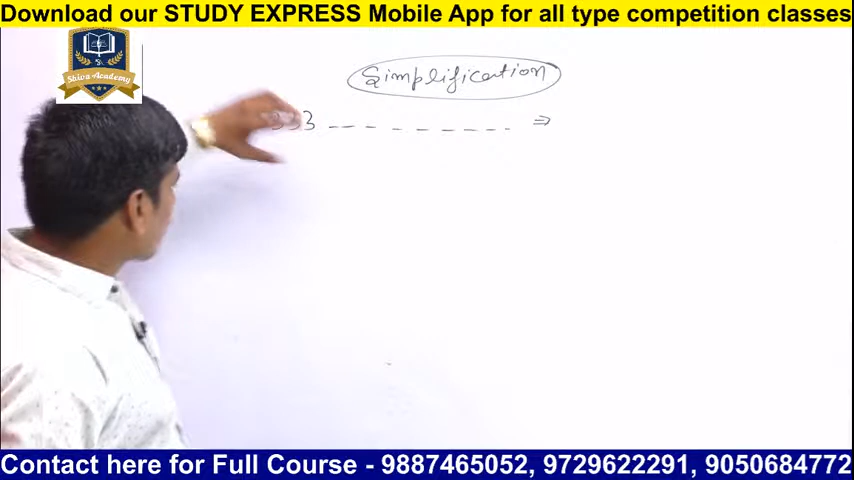 Download our STUDY EXPRESS Mobile App for all type competition classes
Shiva Academy
Simplification
333 ---------- ⇒
Contact here for Full Course - 9887465052, 9729622291, 9050684772